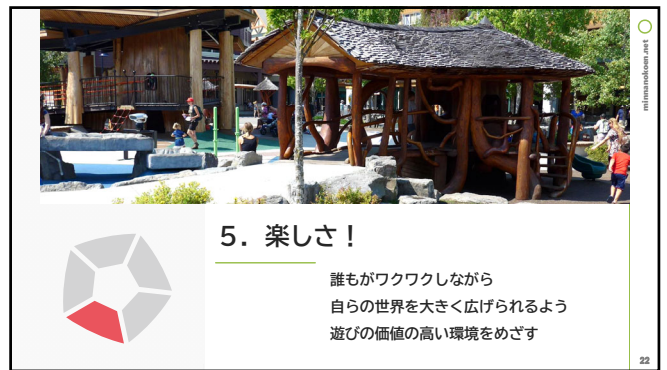 minnanokoen.net
５．楽しさ！
誰もがワクワクしながら
自らの世界を大きく広げられるよう
遊びの価値の高い環境をめざす
22